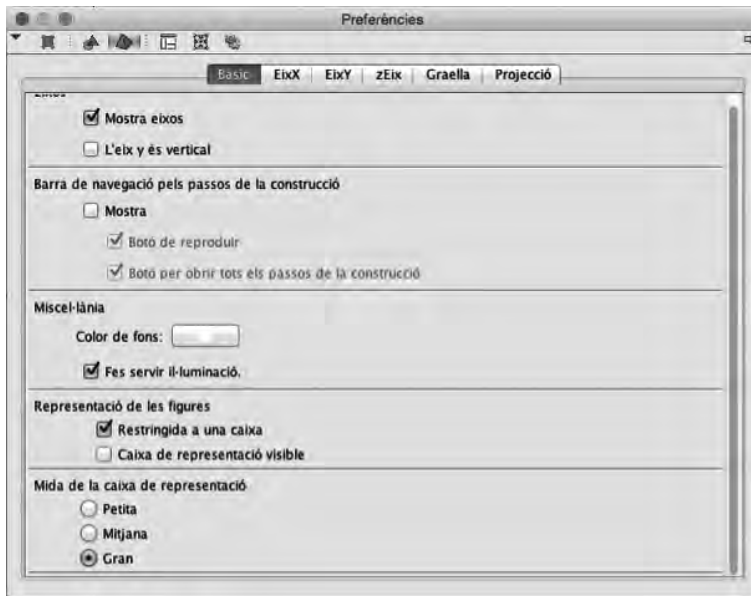 Preferències
Bàsic EixX EixY zEix Graella Projecció
Mostra eixos
L'eix y és vertical
Barra de navegació pels passos de la construcció
Mostra
Botó de reproduir
Botó per obrir tots els passos de la construcció
Miscel·lània
Color de fons:
Fes servir il·luminació.
Representació de les figures
Restringida a una caixa
Caixa de representació visible
Mida de la caixa de representació
Petita
Mitjana
Gran